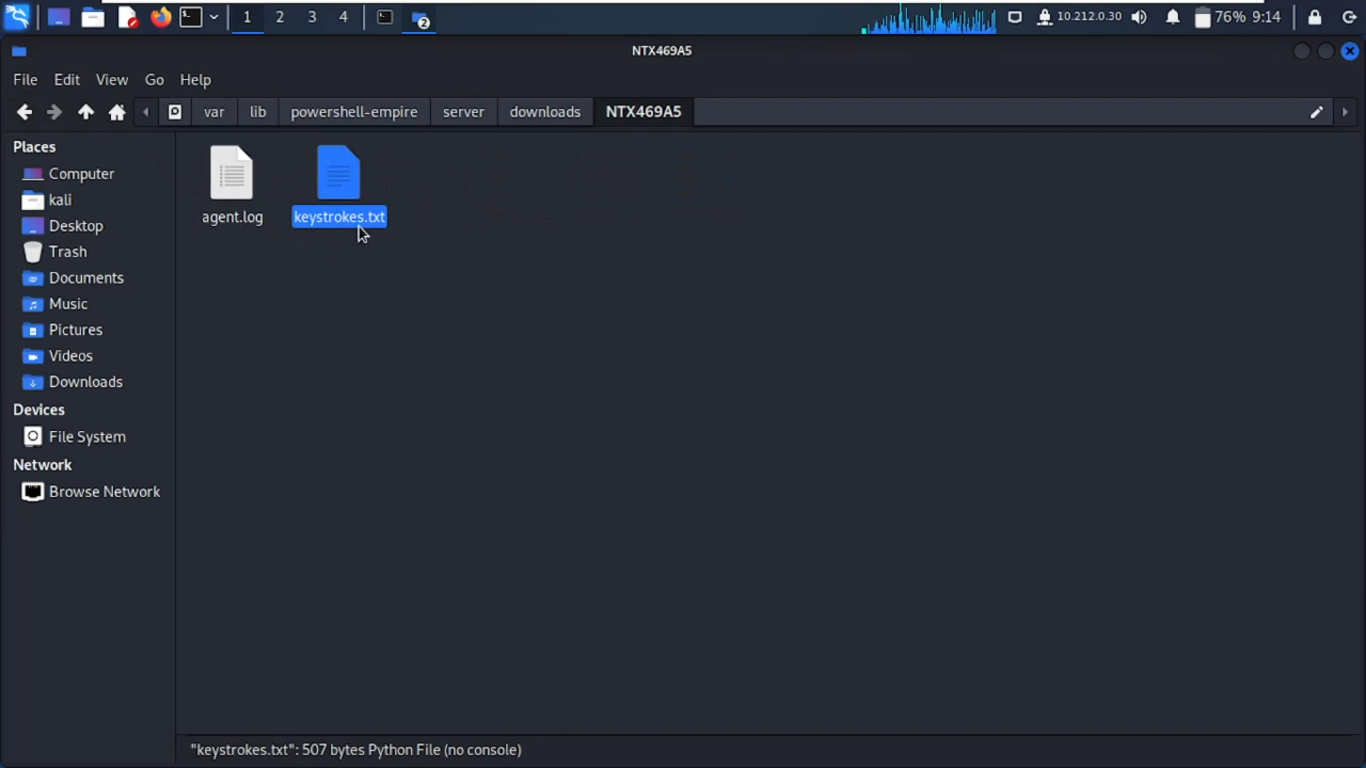 1 2 3 4 2 10.212.0.30 76% 9:14
NTX469A5
File Edit View Go Help
var lib powershell-empire server downloads NTX469A5
Places
Computer
kali
Desktop
Trash
Documents
Music
Pictures
Videos
Downloads
Devices
File System
Network
Browse Network
agent.log keystrokes.txt
"keystrokes.txt": 507 bytes Python File (no console)